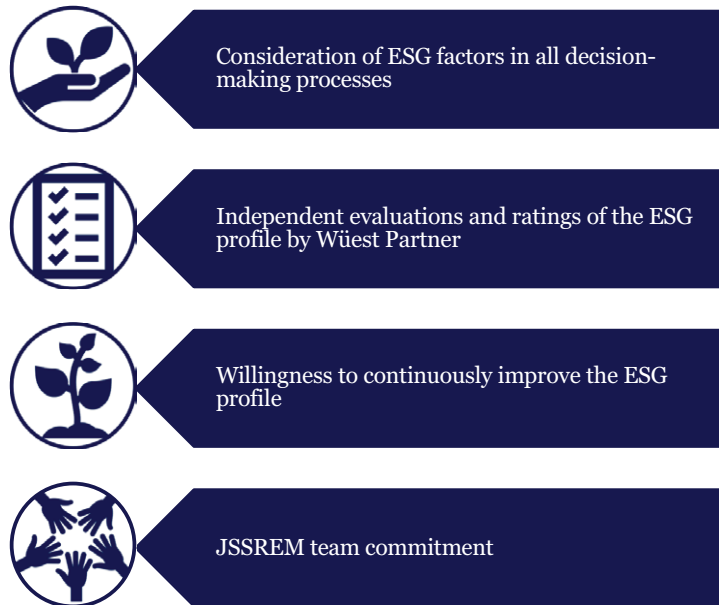 Consideration of ESG factors in all decision-
making processes
Independent evaluations and ratings of the ESG
profile by Wüest Partner
Willingness to continuously improve the ESG
profile
JSSREM team commitment